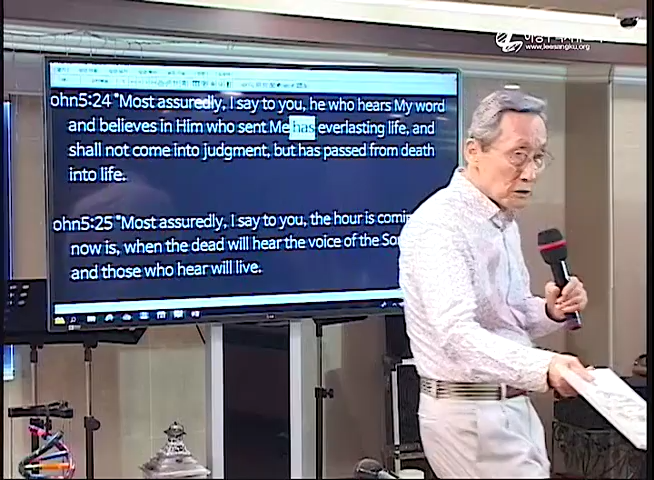 www.leesangku.org
ohn5:24 "Most assuredly, I say to you, he who hears My word
and believes in Him who sent Me has everlasting life, and
shall not come into judgment, but has passed from death
into life.
ohn5:25 "Most assuredly, I say to you, the hour is comin
now is, when the dead will hear the voice of the So
and those who hear will live.